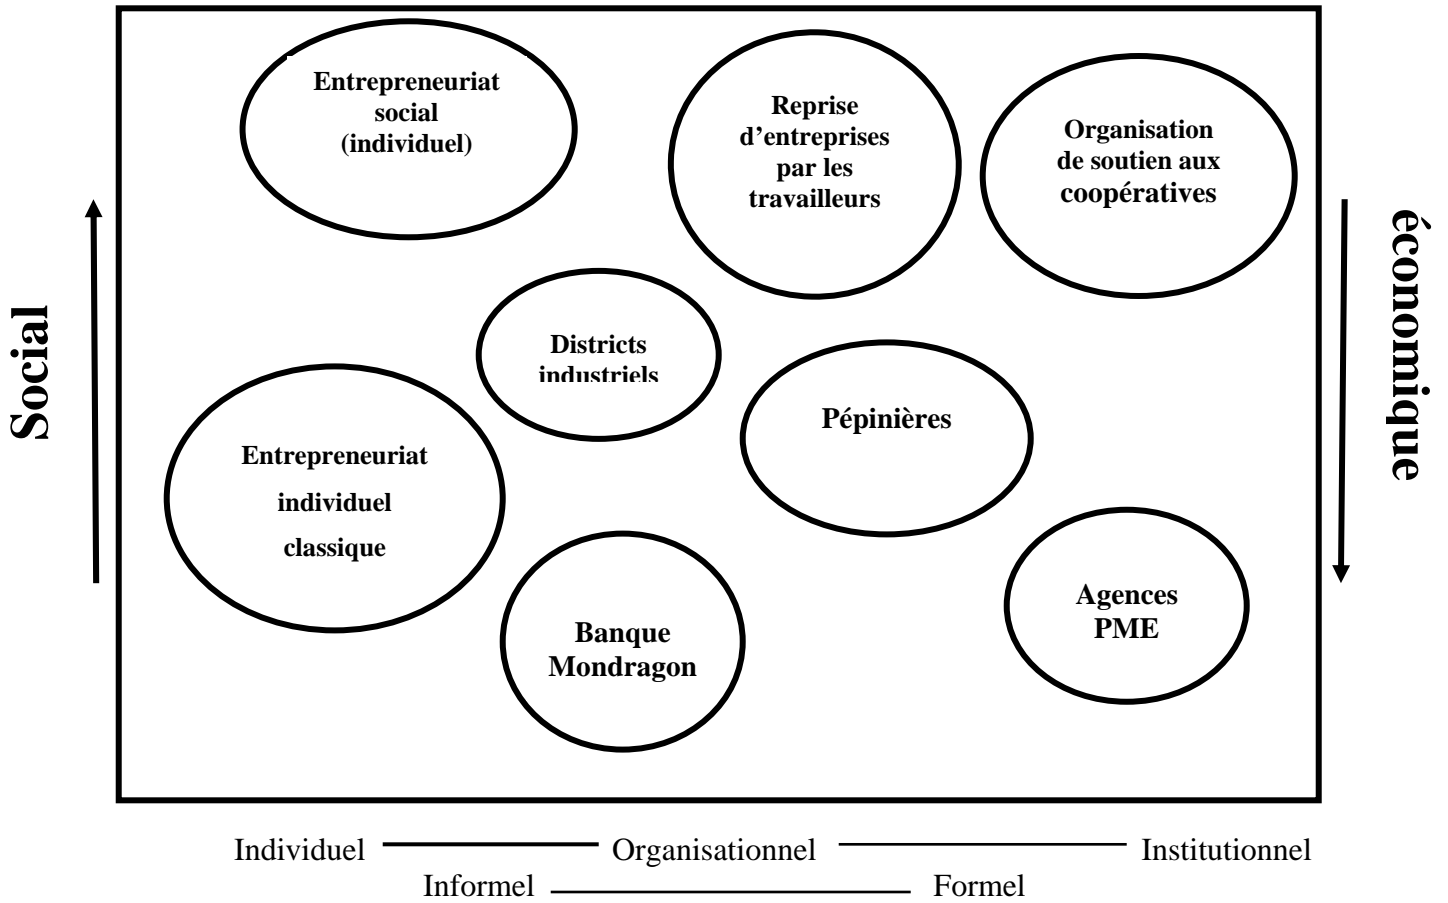 Entrepreneuriat
social
(individuel)
Reprise
d’entreprises
par les
travailleurs
Organisation
de soutien aux
coopératives
Social
économique
Districts
industriels
Pépinières
Entrepreneuriat
individuel
classique
Banque
Mondragon
Agences
PME
Individuel
Organisationnel
Institutionnel
Informel
Formel